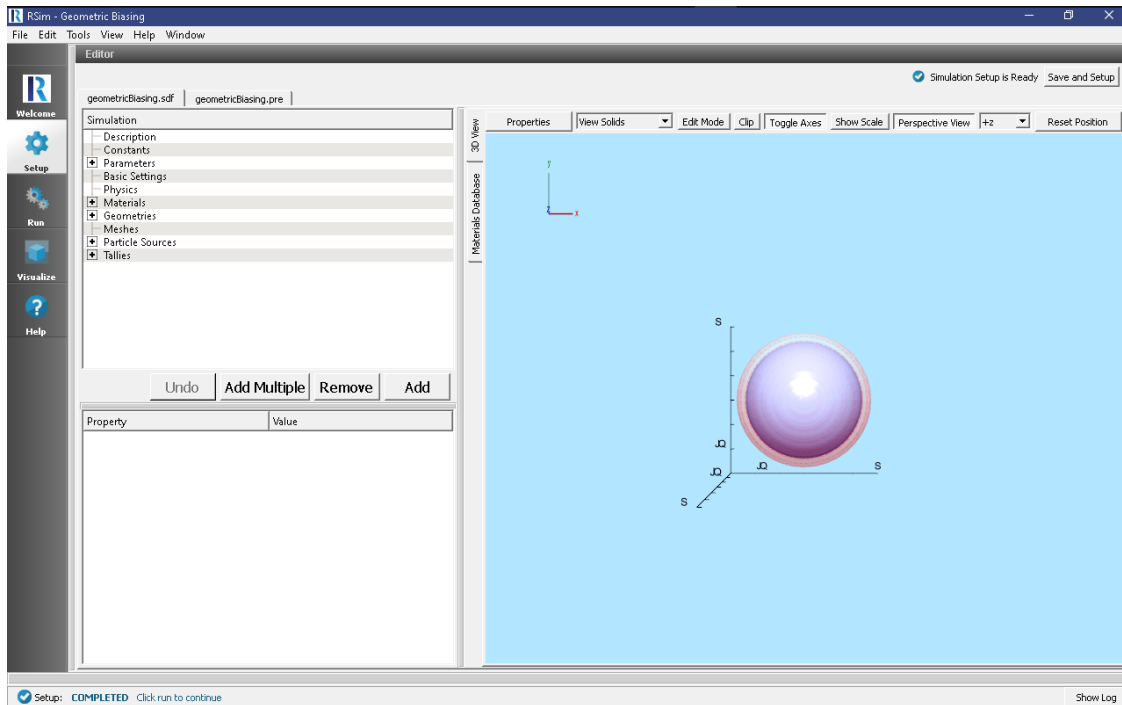 RSim - Geometric Biasing
File Edit Tools View Help Window
Editor
Simulation Setup is Ready Save and Setup
Welcome
Setup
Run
Visualize
Help
geometricBiasing.sdf geometricBiasing.pre
Simulation
Description
Constants
Parameters
Basic Settings
Physics
Materials
Geometries
Meshes
Particle Sources
Tallies
Undo Add Multiple Remove Add
Property Value
3D View
Materials Database
Properties View Solids Edit Mode Clip Toggle Axes Show Scale Perspective View +z Reset Position
y
z x
S
S
S
Setup: COMPLETED Click run to continue
Show Log